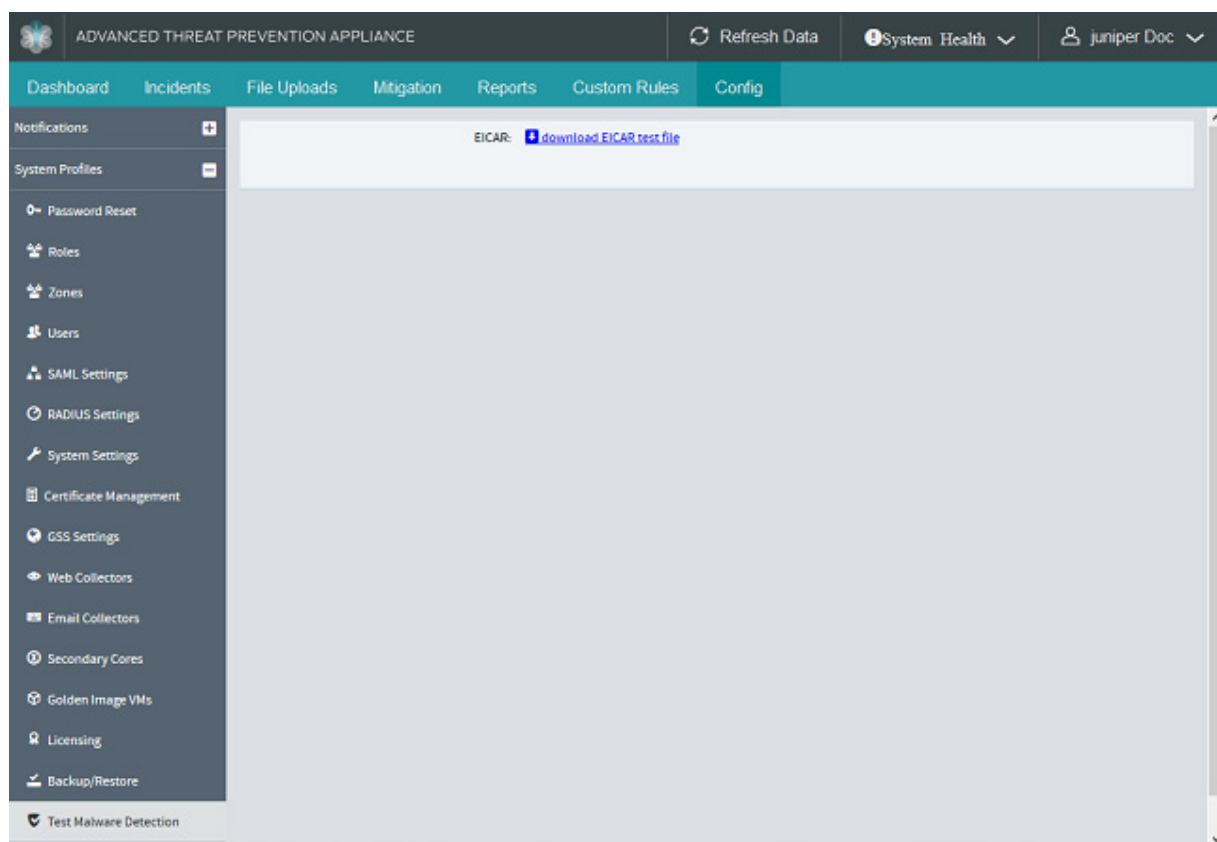 ADVANCED THREAT PREVENTION APPLIANCE
Refresh Data
System Health
juniper Doc
Dashboard
Incidents
File Uploads
Mitigation
Reports
Custom Rules
Config
Notifications
System Profiles
Password Reset
Roles
Zones
Users
SAML Settings
RADIUS Settings
System Settings
Certificate Management
GSS Settings
Web Collectors
Email Collectors
Secondary Cores
Golden Image VMs
Licensing
Backup/Restore
Test Malware Detection
EICAR: download EICAR test file